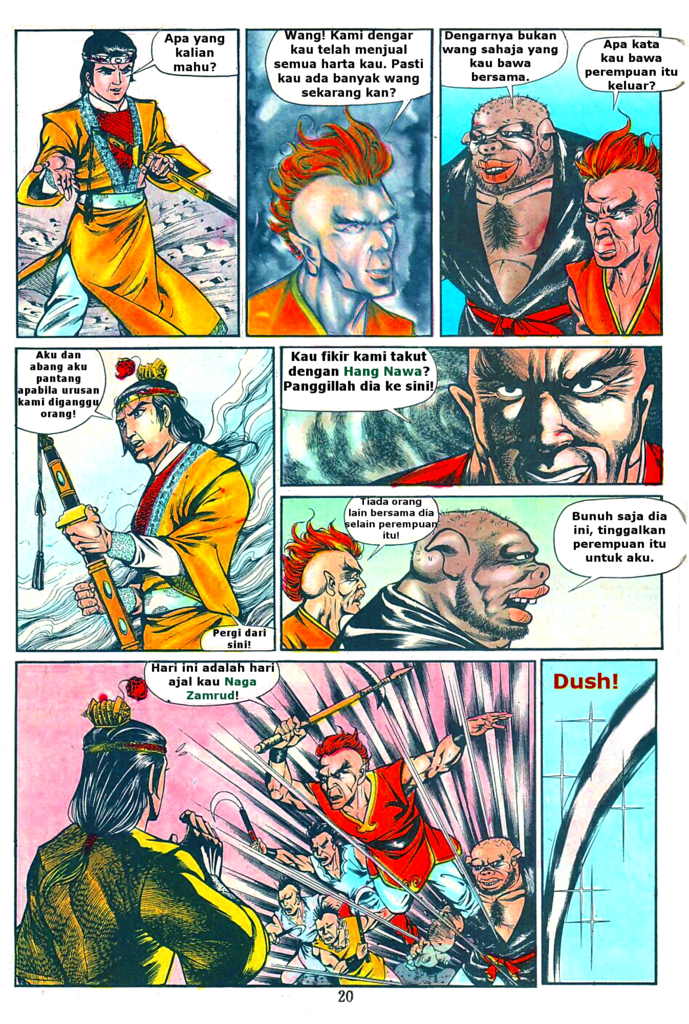 Apa yang
kalian
mahu?
Wang! Kami dengar
kau telah menjual
semua harta kau. Pasti
kau ada banyak wang
sekarang kan?
Dengarnya bukan
wang sahaja yang
kau bawa
bersama.
Apa kata
kau bawa
perempuan itu
keluar?
Aku dan
abang aku
pantang
apabila urusan
kami diganggu
orang!
Pergi dari
sini!
Kau fikir kami takut
dengan Hang Nawa?
Panggillah dia ke sini!
Tiada orang
lain bersama dia
selain perempuan
itu!
Bunuh saja dia
ini, tinggalkan
perempuan itu
untuk aku.
Hari ini adalah hari
ajal kau Naga
Zamrud!
Dush!
20